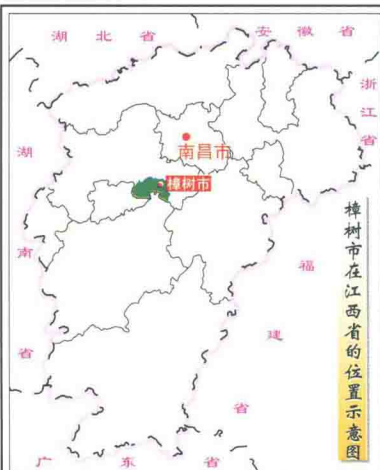 湖北省
安徽省
浙江省
南昌市
樟树市
湖南省
福建省
广东省
樟树市在江西省的位置示意图